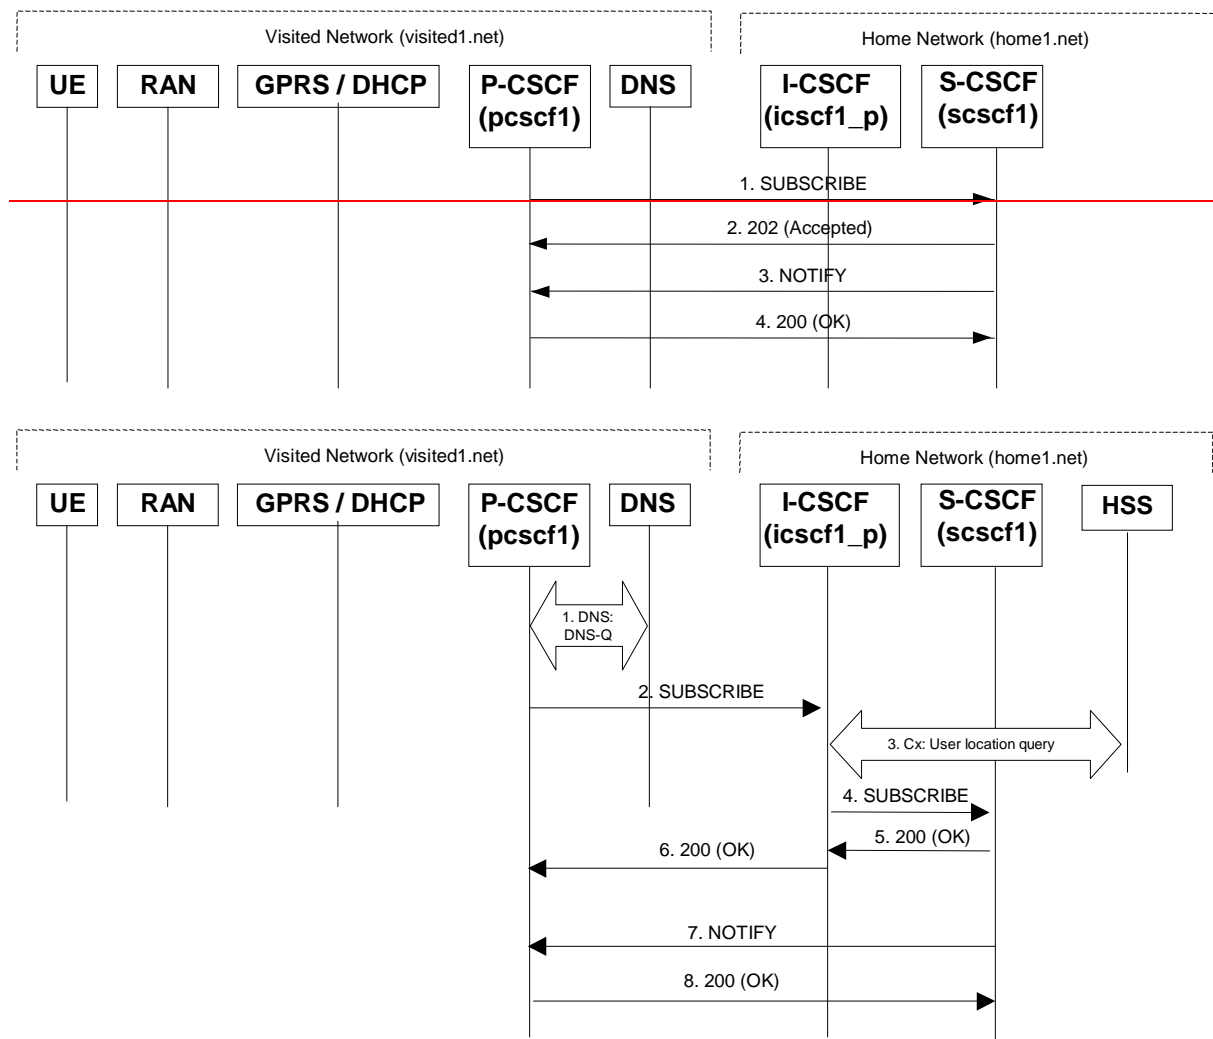 Visited Network (visited1.net)
Home Network (home1.net)
UE
RAN
GPRS / DHCP
P-CSCF
(pcscf1)
DNS
I-CSCF
(icscf1_p)
S-CSCF
(scscf1)
1. SUBSCRIBE
2. 202 (Accepted)
3. NOTIFY
4. 200 (OK)
Visited Network (visited1.net)
Home Network (home1.net)
UE
RAN
GPRS / DHCP
P-CSCF
(pcscf1)
DNS
I-CSCF
(icscf1_p)
S-CSCF
(scscf1)
HSS
1. DNS:
DNS-Q
2. SUBSCRIBE
3. Cx: User location query
4. SUBSCRIBE
5. 200 (OK)
6. 200 (OK)
7. NOTIFY
8. 200 (OK)